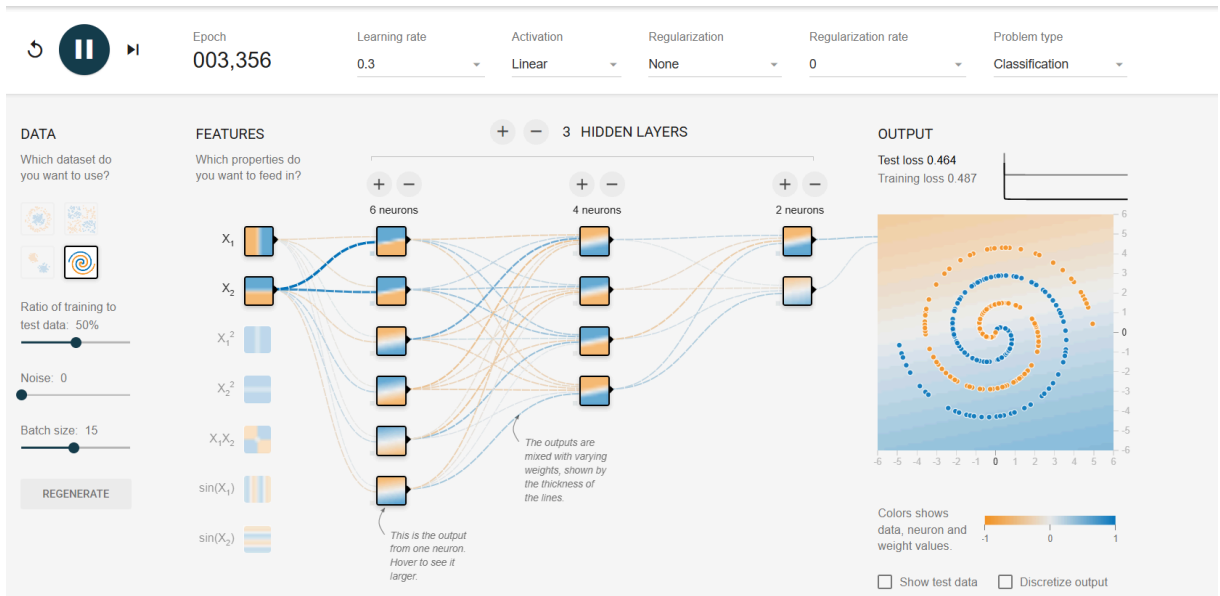 Epoch
003,356
Learning rate
0.3
Activation
Linear
Regularization
None
Regularization rate
0
Problem type
Classification
DATA
Which dataset do
you want to use?
Ratio of training to
test data: 50%
Noise: 0
Batch size: 15
REGENERATE
FEATURES
Which properties do
you want to feed in?
X₁
X₂
X₁²
X₂²
X₁X₂
sin(X₁)
sin(X₂)
+ − 3 HIDDEN LAYERS
+ −
6 neurons
+ −
4 neurons
+ −
2 neurons
This is the output
from one neuron.
Hover to see it
larger.
The outputs are
mixed with varying
weights, shown by
the thickness of
the lines.
OUTPUT
Test loss 0.464
Training loss 0.487
6
5
4
3
2
1
0
-1
-2
-3
-4
-5
-6
-6 -5 -4 -3 -2 -1 0 1 2 3 4 5 6
Colors shows
data, neuron and
weight values.
-1 0 1
Show test data
Discretize output